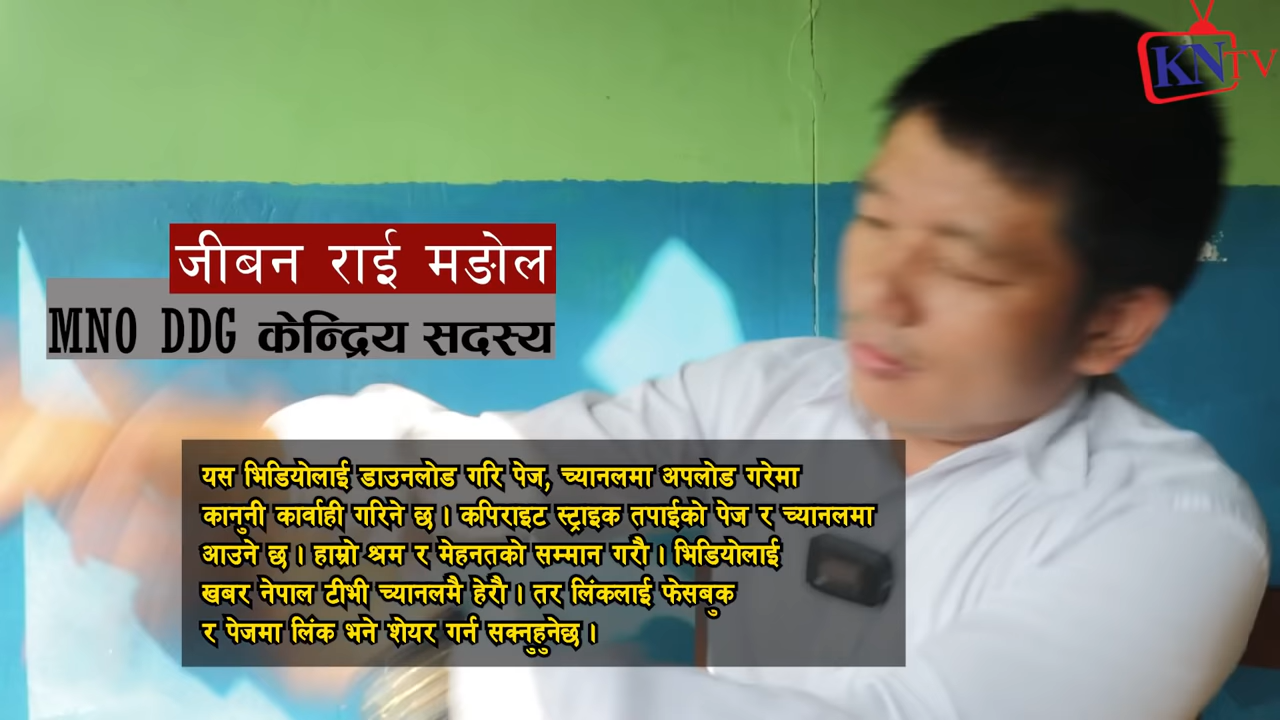 KNTV
जीबन राई मङोल
MNO DDG केन्द्रिय सदस्य
यस भिडियोलाई डाउनलोड गरि पेज, च्यानलमा अपलोड गरेमा
कानुनी कार्वाही गरिने छ । कपिराइट स्ट्राइक तपाईको पेज र च्यानलमा
आउने छ । हाम्रो श्रम र मेहनतको सम्मान गरौ । भिडियोलाई
खबर नेपाल टीभी च्यानलमै हेरौ । तर लिंकलाई फेसबुक
र पेजमा लिंक भने शेयर गर्न सक्नुहुनेछ ।